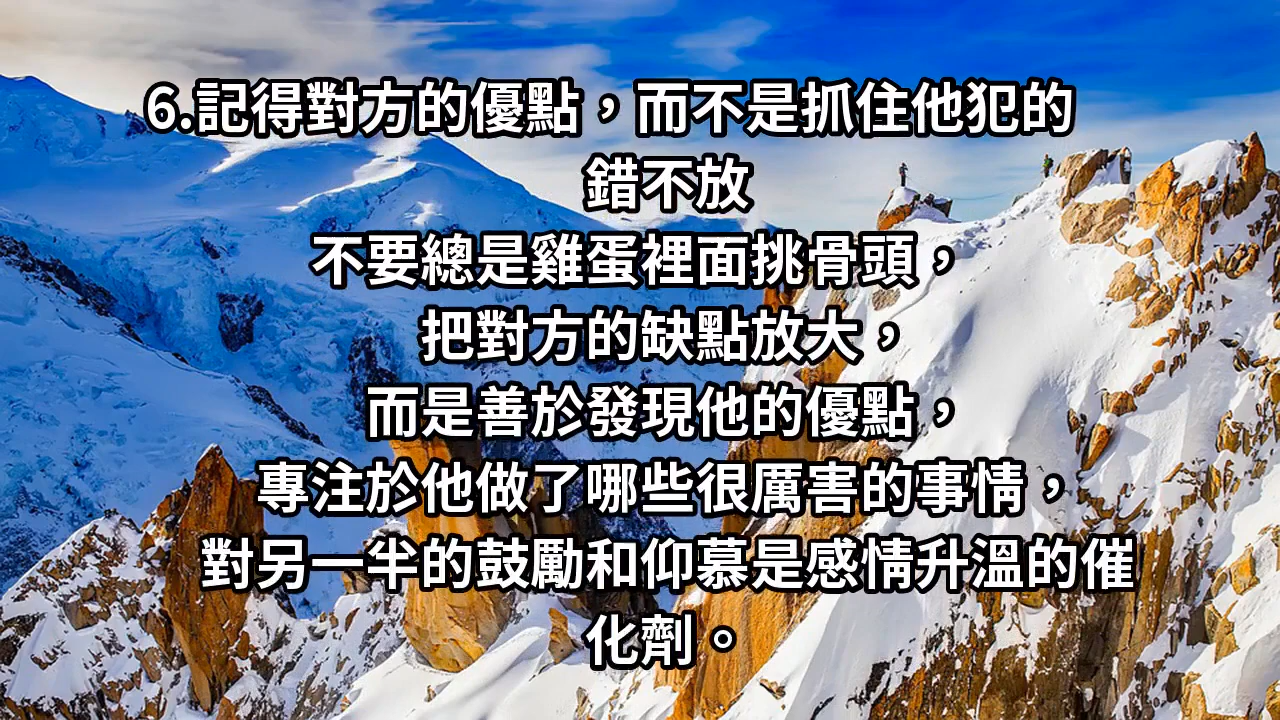 6.記得對方的優點，而不是抓住他犯的
錯不放
不要總是雞蛋裡面挑骨頭，
把對方的缺點放大，
而是善於發現他的優點，
專注於他做了哪些很厲害的事情，
對另一半的鼓勵和仰慕是感情升溫的催
化劑。